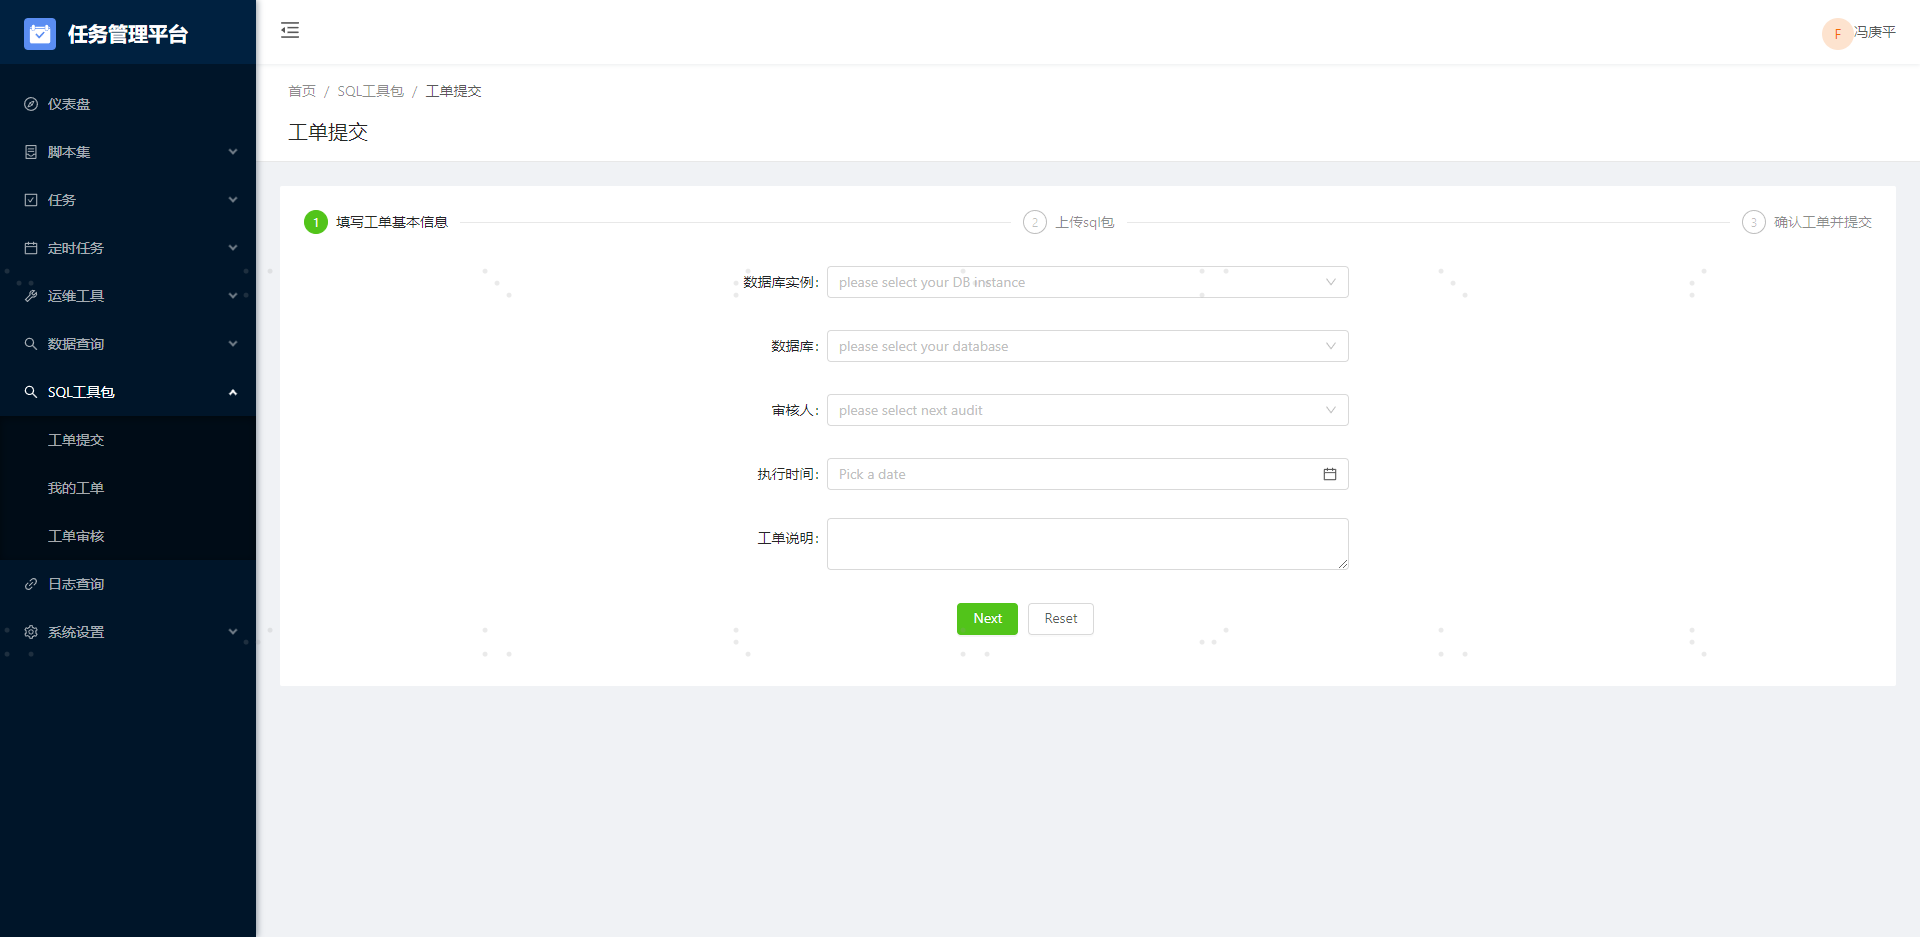 任务管理平台
仪表盘
脚本集
任务
定时任务
运维工具
数据查询
SQL工具包
工单提交
我的工单
工单审核
日志查询
系统设置
F 冯庚平
首页 / SQL工具包 / 工单提交
工单提交
1 填写工单基本信息
2 上传sql包
3 确认工单并提交
数据库实例: please select your DB instance
数据库: please select your database
审核人: please select next audit
执行时间: Pick a date
工单说明:
Next Reset